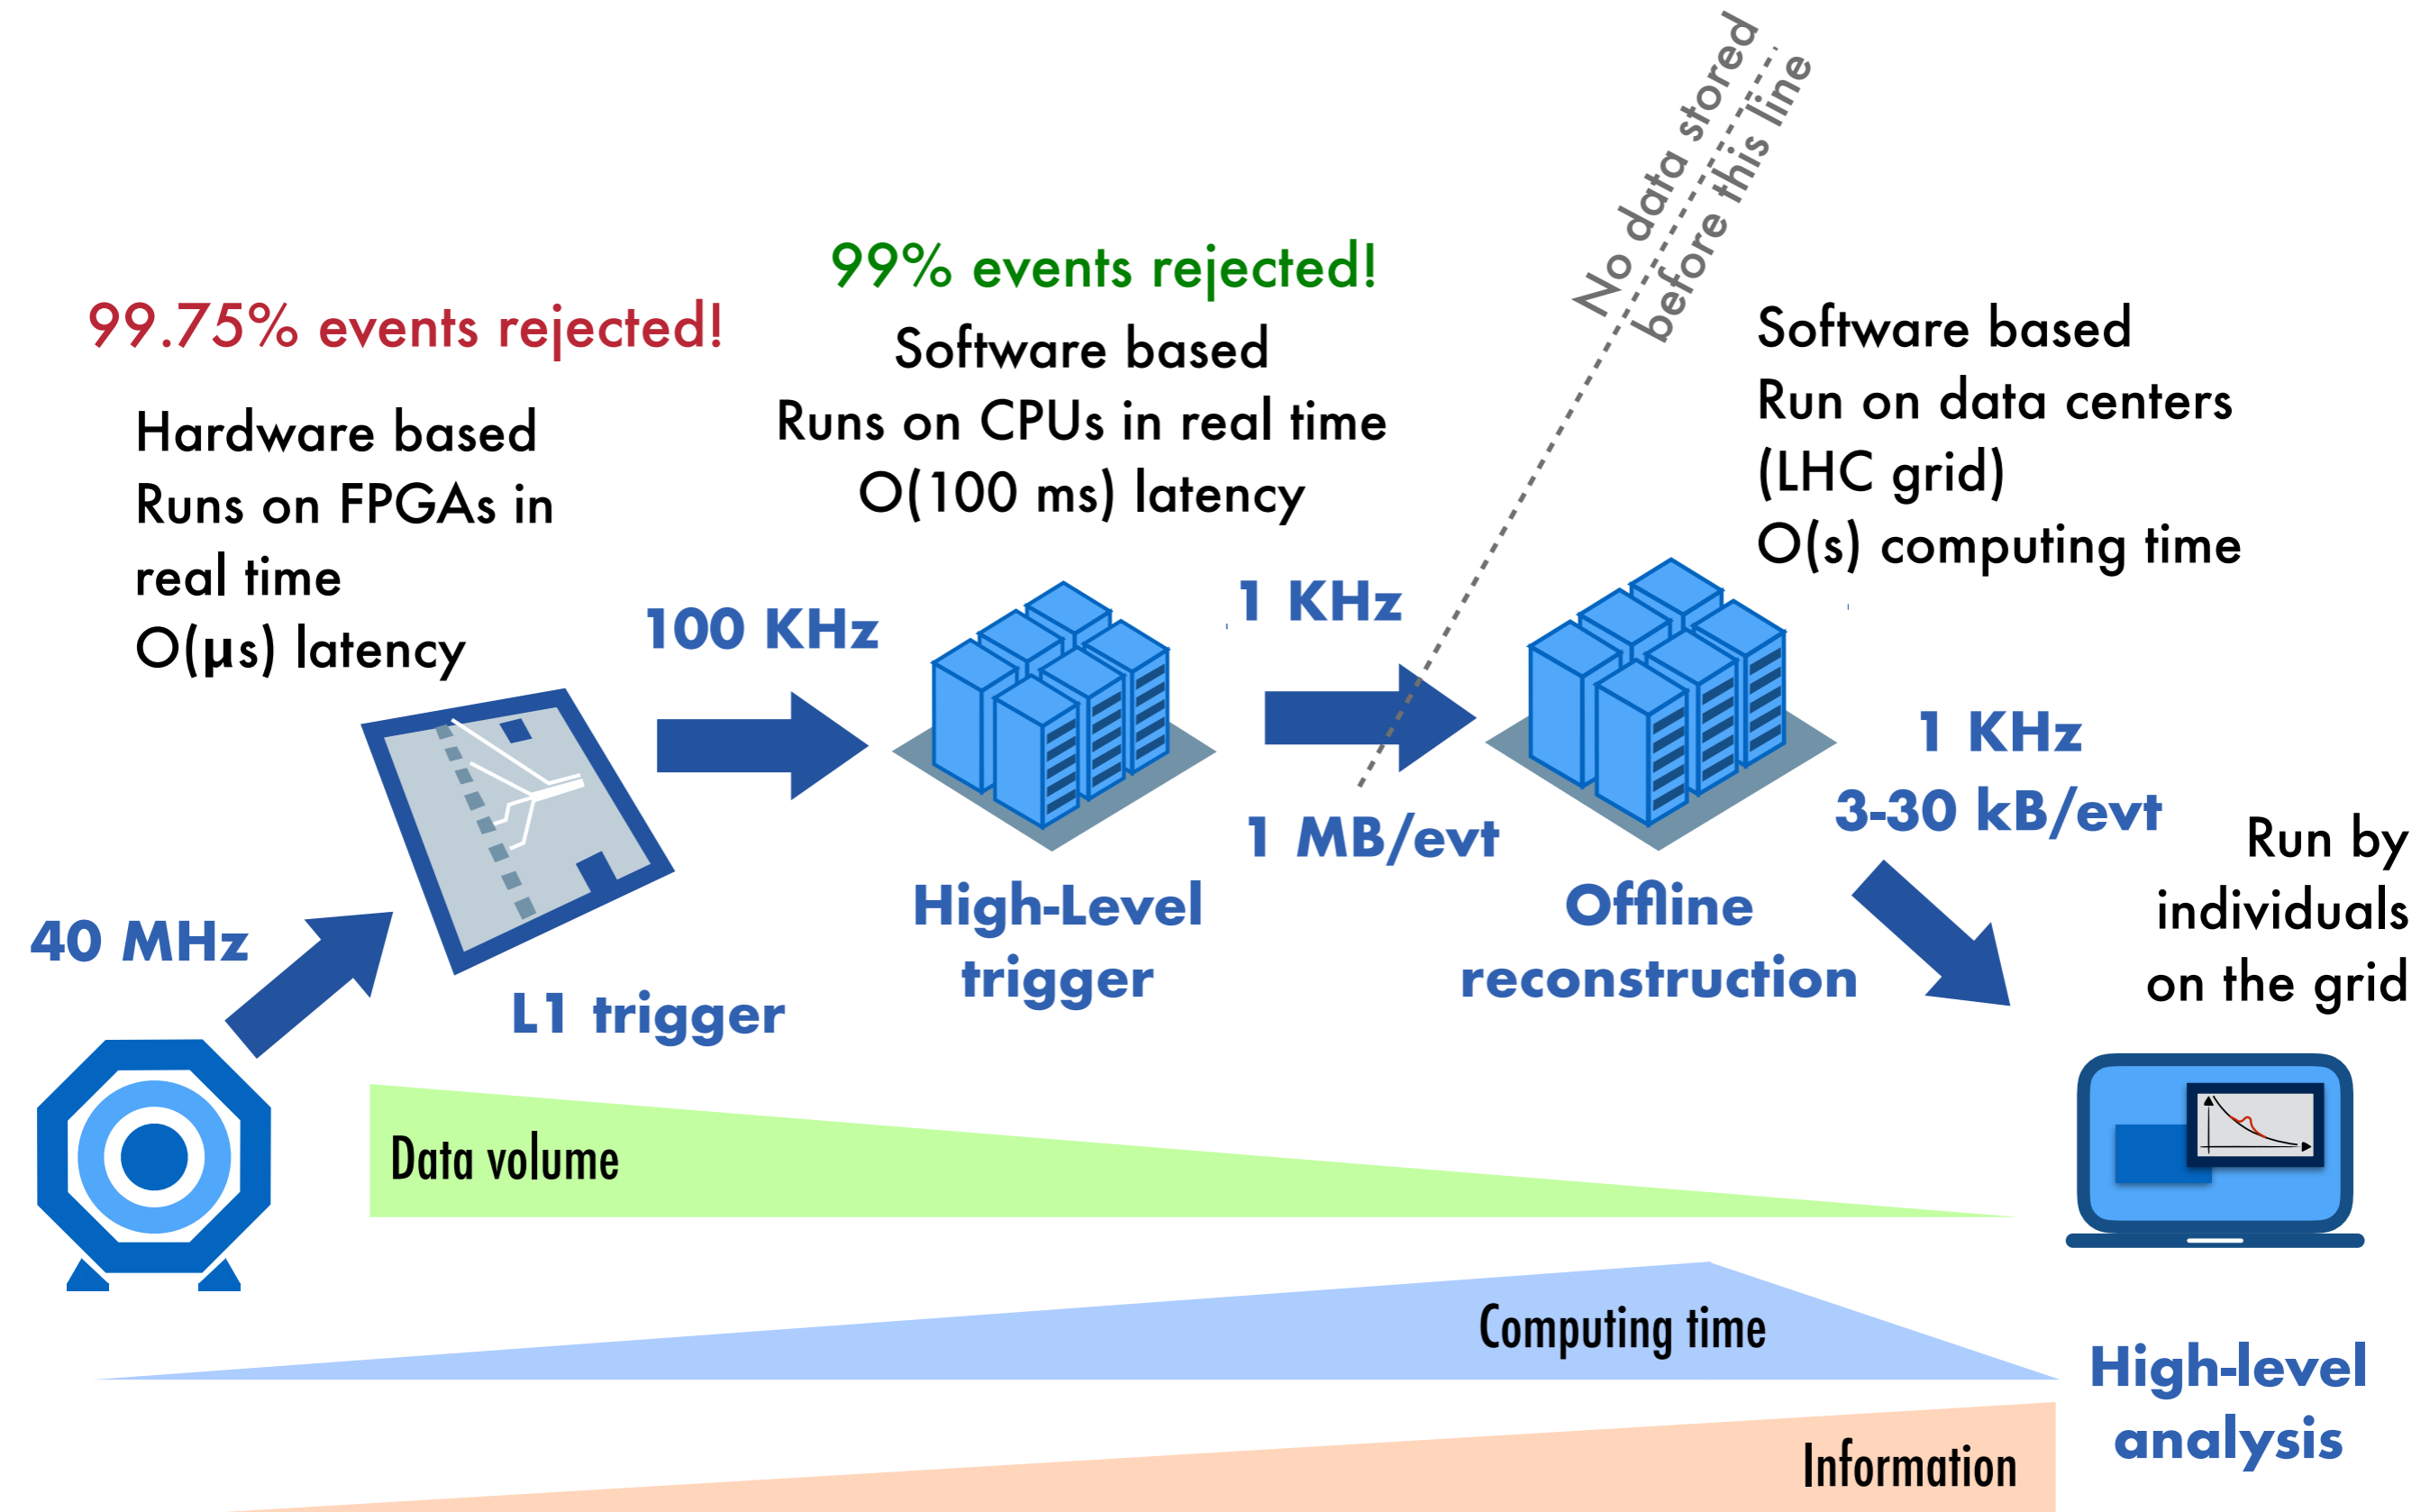 No data stored
before this line
99% events rejected!
99.75% events rejected!
Software based
Runs on CPUs in real time
O(100 ms) latency
Software based
Run on data centers
(LHC grid)
O(s) computing time
Hardware based
Runs on FPGAs in
real time
O(μs) latency
100 KHz
1 KHz
1 KHz
3-30 kB/evt
1 MB/evt
Run by
individuals
on the grid
40 MHz
L1 trigger
High-Level
trigger
Offline
reconstruction
Data volume
Computing time
High-level
analysis
Information